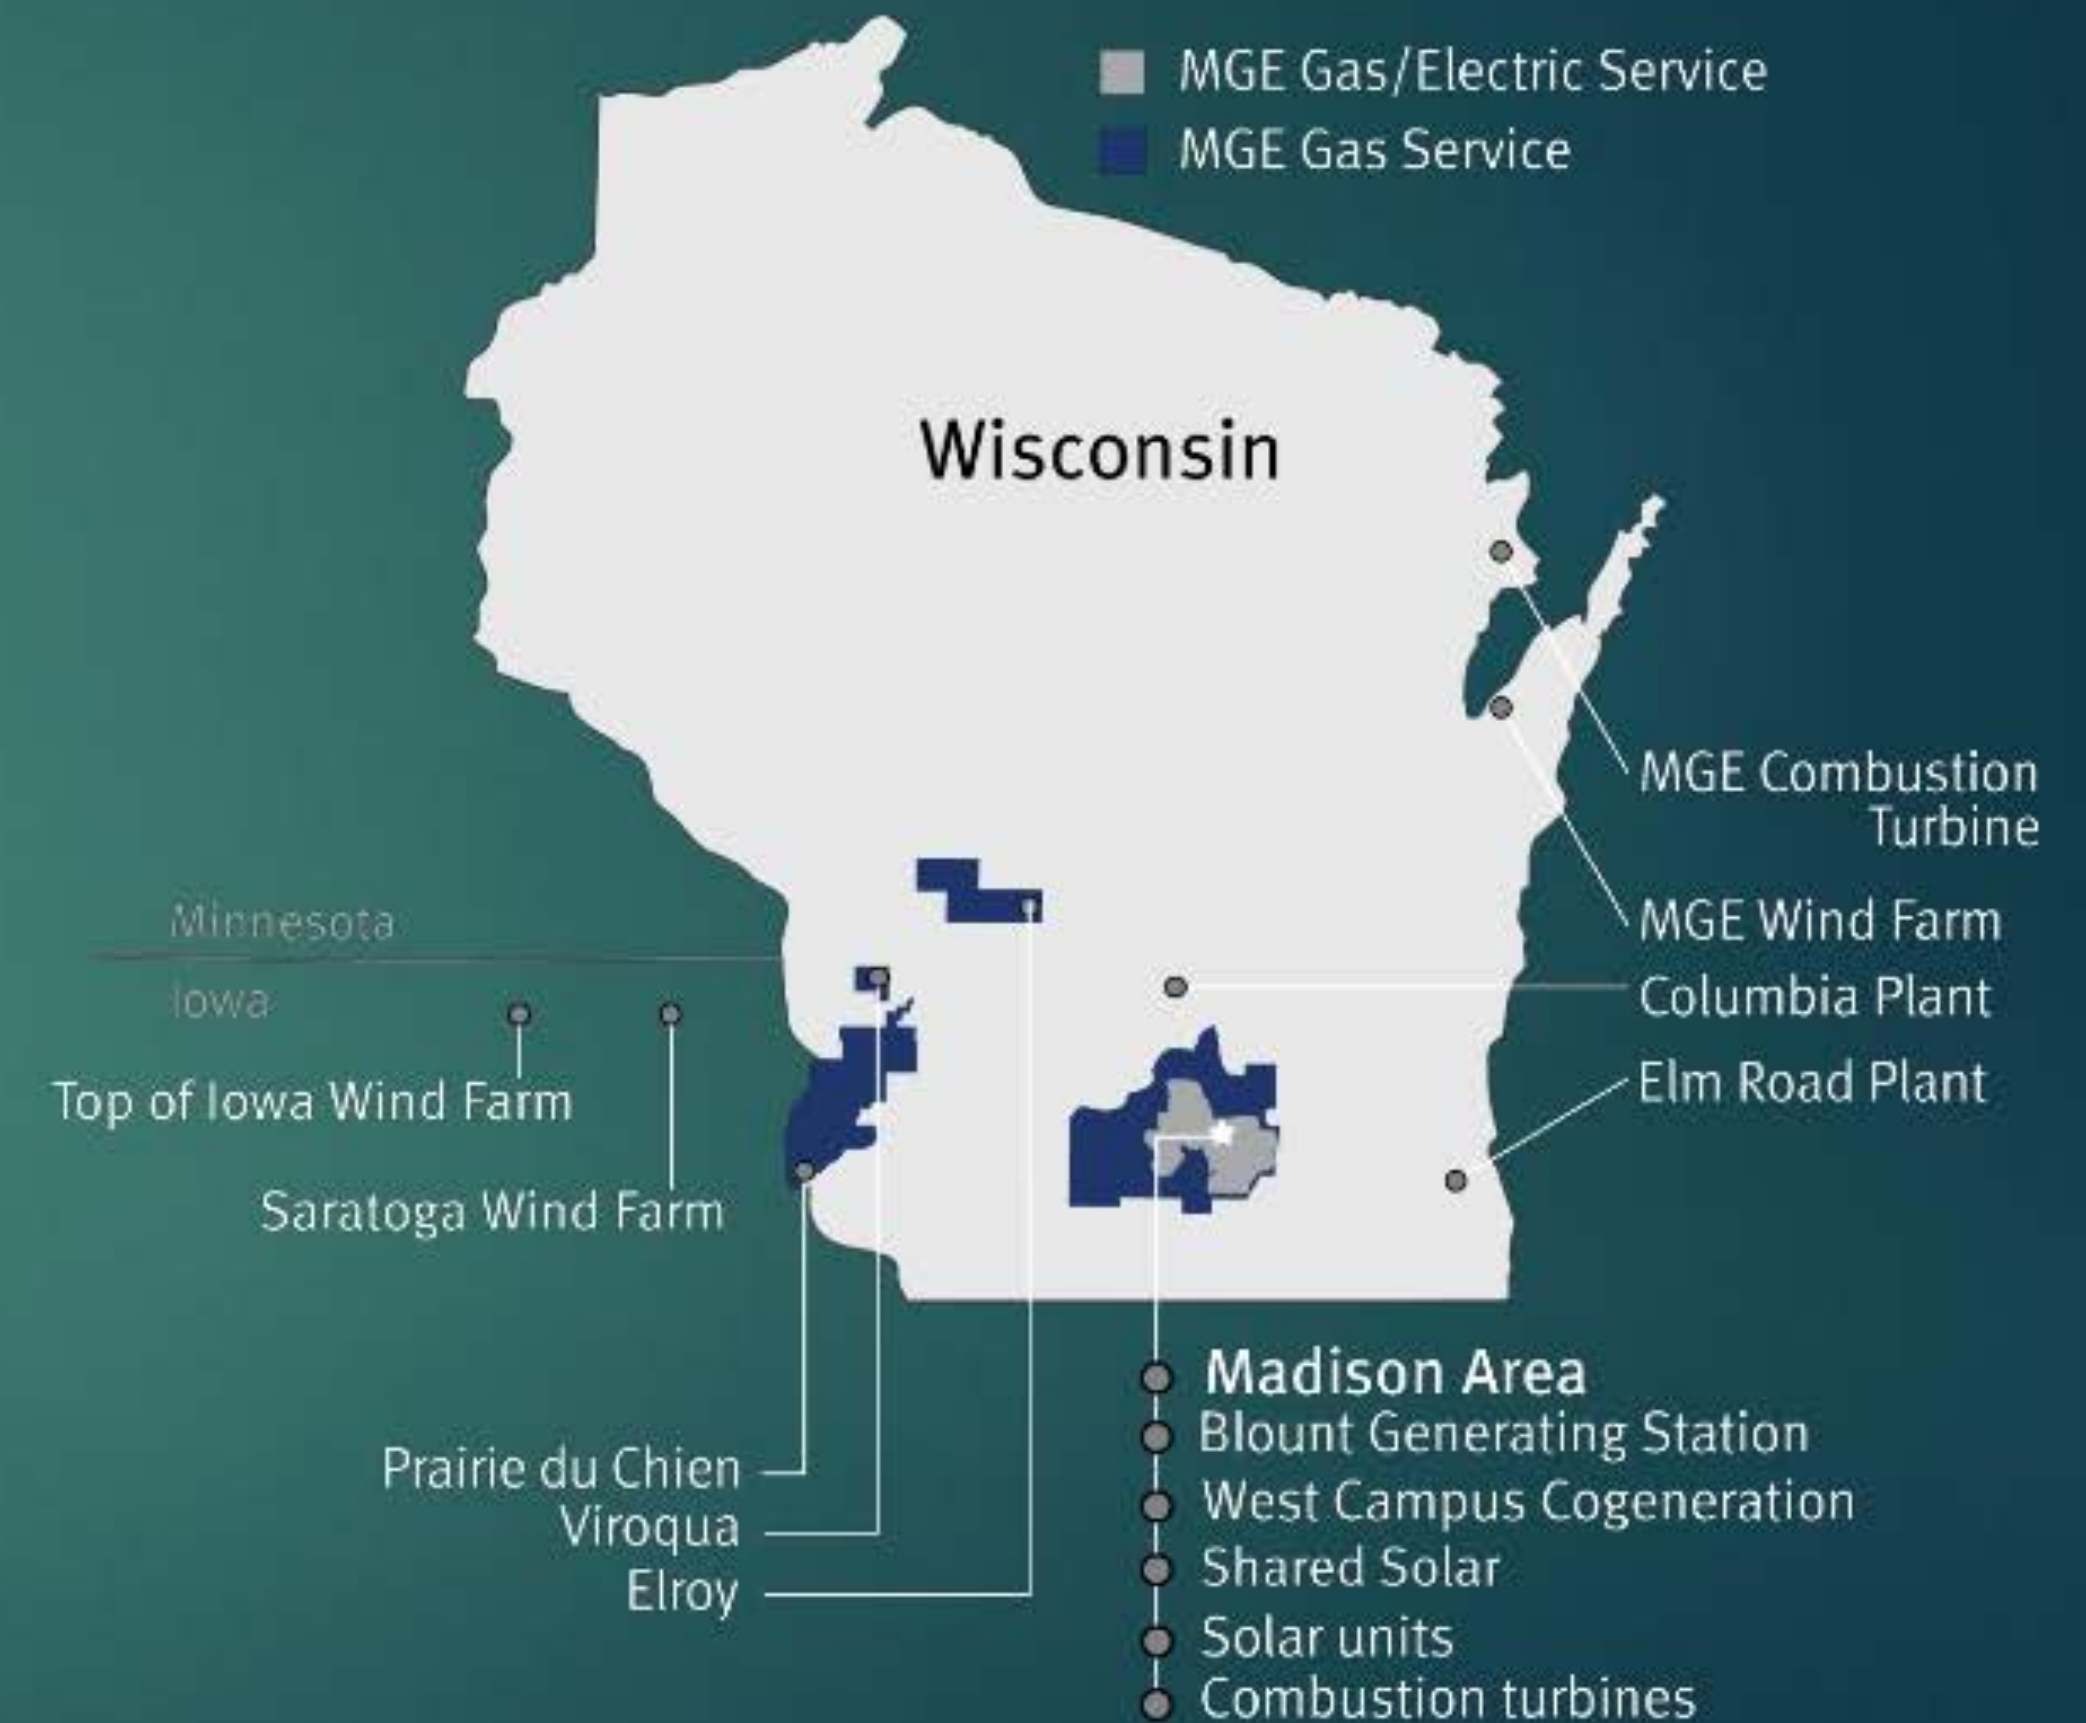 MGE Gas/Electric Service
MGE Gas Service
Wisconsin
MGE Combustion
Turbine
MGE Wind Farm
Columbia Plant
Elm Road Plant
Minnesota
Iowa
Top of Iowa Wind Farm
Saratoga Wind Farm
Prairie du Chien
Viroqua
Elroy
Madison Area
Blount Generating Station
West Campus Cogeneration
Shared Solar
Solar units
Combustion turbines